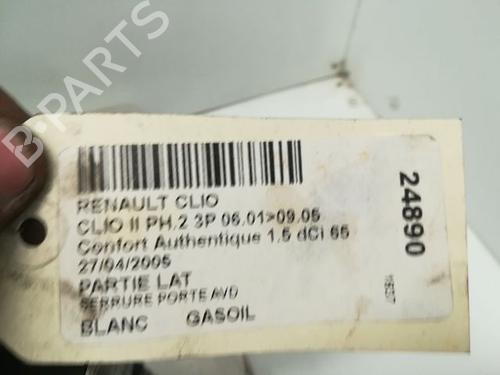 B-PARTS
RENAULT CLIO
CLIO II PH.2 3P 06.01>09.05
Confort Authentique 1.5 dCi 65
27/04/2005
PARTIE LAT
SERRURE PORTE AVD
BLANC GASOIL
24890